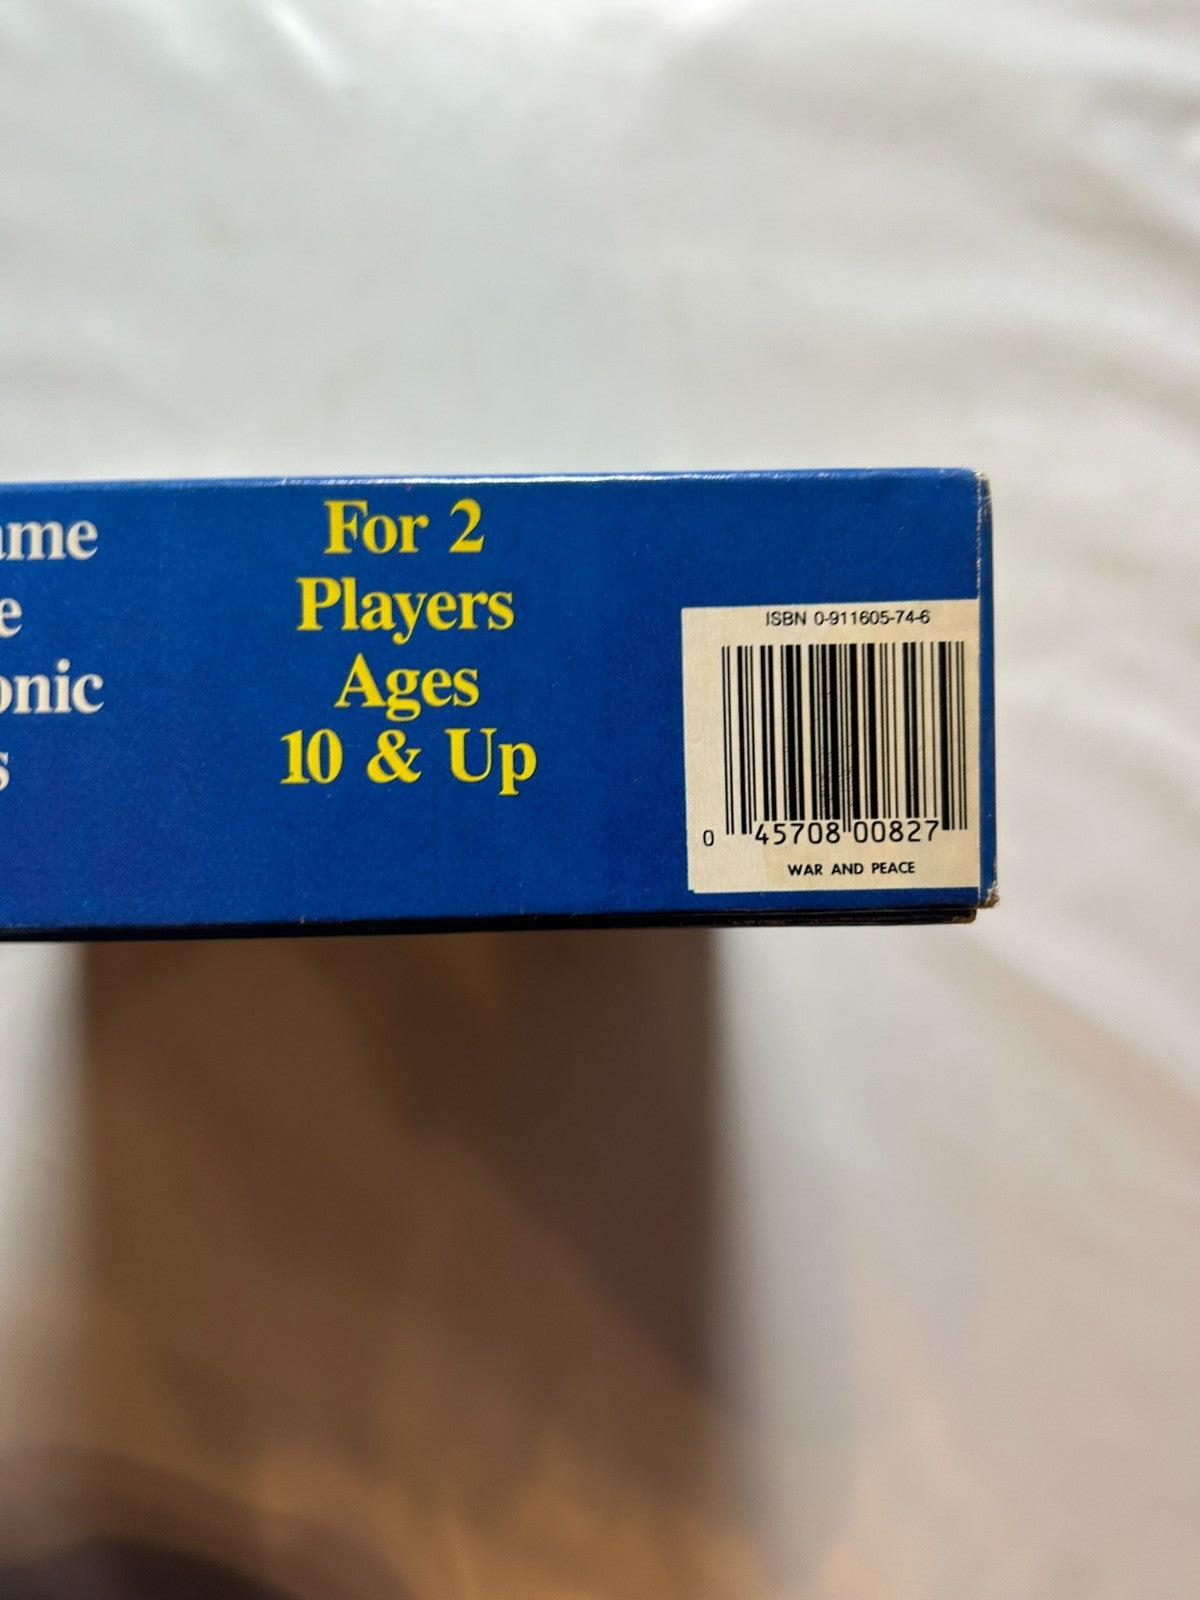 ame
e
onic
s
For 2
Players
Ages
10 & Up
ISBN 0-911605-74-6
0 45708 00827
WAR AND PEACE